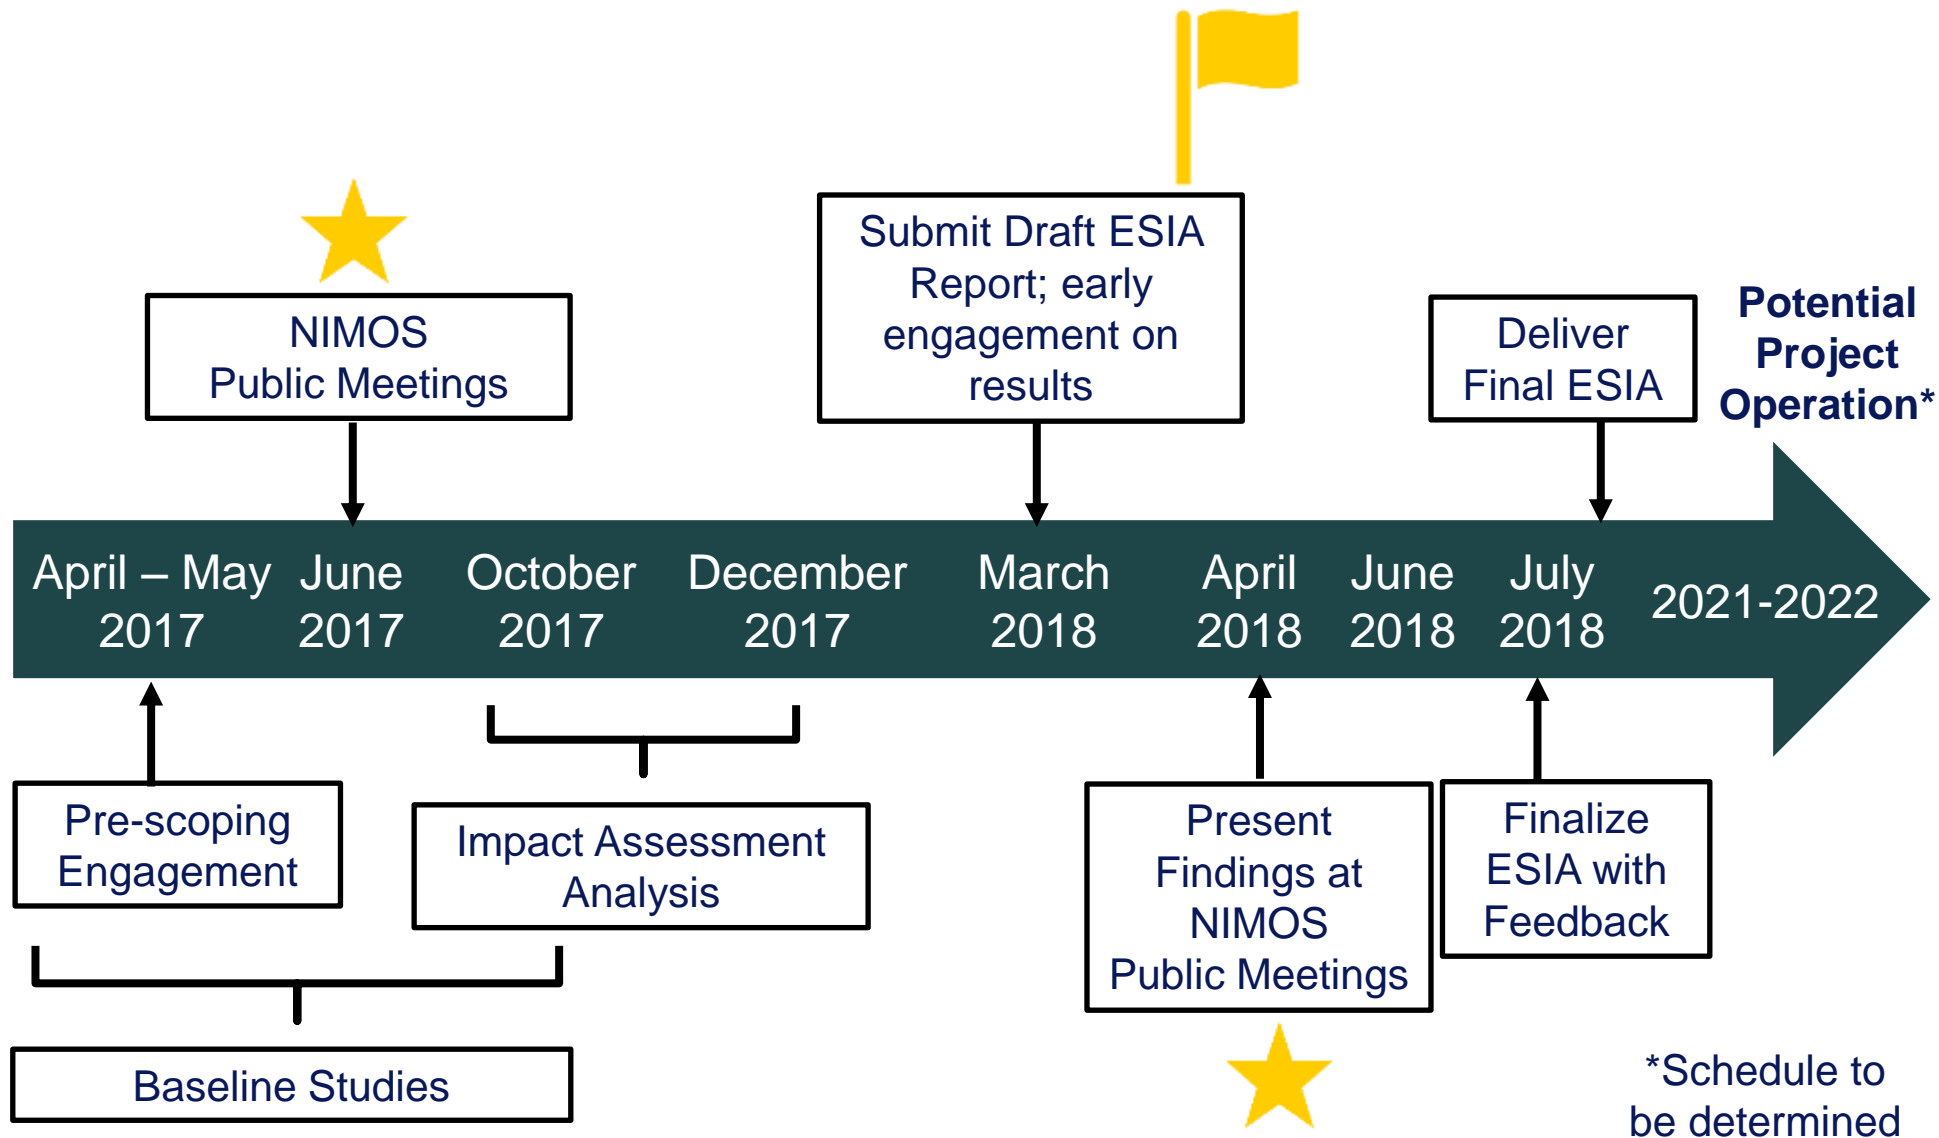 NIMOS
Public Meetings
Submit Draft ESIA
Report; early
engagement on
results
Deliver
Final ESIA
Potential
Project
Operation*
April – May
2017
June
2017
October
2017
December
2017
March
2018
April
2018
June
2018
July
2018
2021-2022
Pre-scoping
Engagement
Impact Assessment
Analysis
Baseline Studies
Present
Findings at
NIMOS
Public Meetings
Finalize
ESIA with
Feedback
*Schedule to
be determined